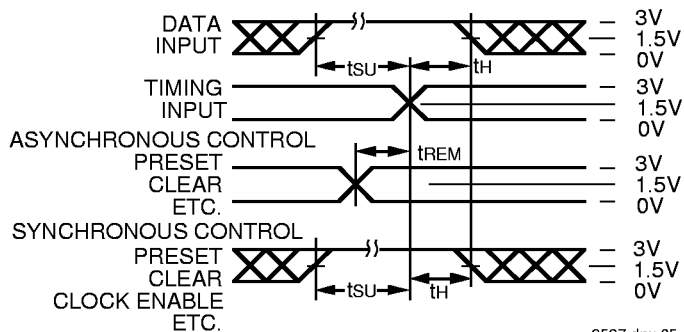 DATA INPUT
3V
1.5V
0V
tSU
tH
TIMING INPUT
3V
1.5V
0V
ASYNCHRONOUS CONTROL
PRESET
CLEAR
ETC.
tREM
3V
1.5V
0V
SYNCHRONOUS CONTROL
PRESET
CLEAR
CLOCK ENABLE
ETC.
tSU
tH
3V
1.5V
0V